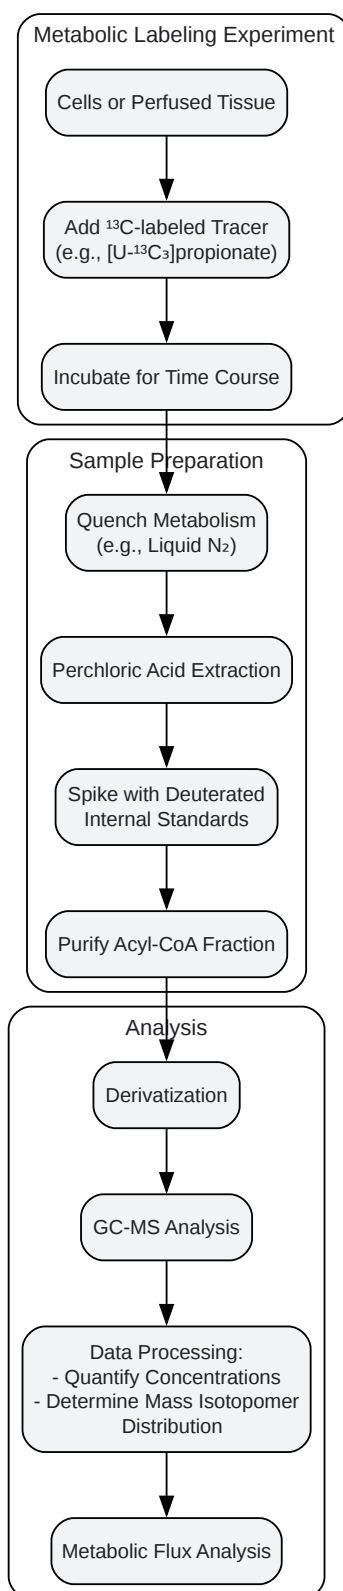 Metabolic Labeling Experiment
Cells or Perfused Tissue
Add ¹³C-labeled Tracer
(e.g., [U-¹³C₃]propionate)
Incubate for Time Course
Sample Preparation
Quench Metabolism
(e.g., Liquid N₂)
Perchloric Acid Extraction
Spike with Deuterated
Internal Standards
Purify Acyl-CoA Fraction
Analysis
Derivatization
GC-MS Analysis
Data Processing:
- Quantify Concentrations
- Determine Mass Isotopomer
Distribution
Metabolic Flux Analysis